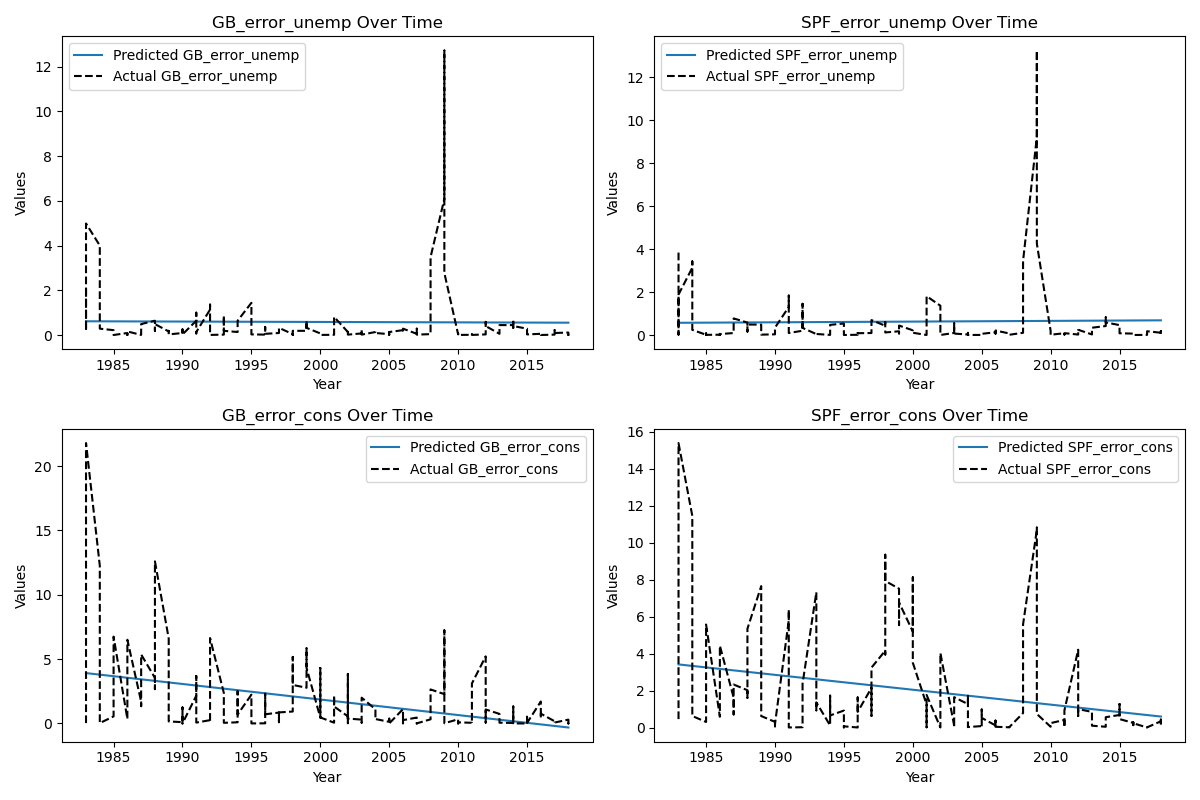 GB_error_unemp Over Time
Predicted GB_error_unemp
Actual GB_error_unemp
Values
12
10
8
6
4
2
0
1985 1990 1995 2000 2005 2010 2015
Year
SPF_error_unemp Over Time
Predicted SPF_error_unemp
Actual SPF_error_unemp
Values
12
10
8
6
4
2
0
1985 1990 1995 2000 2005 2010 2015
Year
GB_error_cons Over Time
Predicted GB_error_cons
Actual GB_error_cons
Values
20
15
10
5
0
1985 1990 1995 2000 2005 2010 2015
Year
SPF_error_cons Over Time
Predicted SPF_error_cons
Actual SPF_error_cons
Values
16
14
12
10
8
6
4
2
0
1985 1990 1995 2000 2005 2010 2015
Year